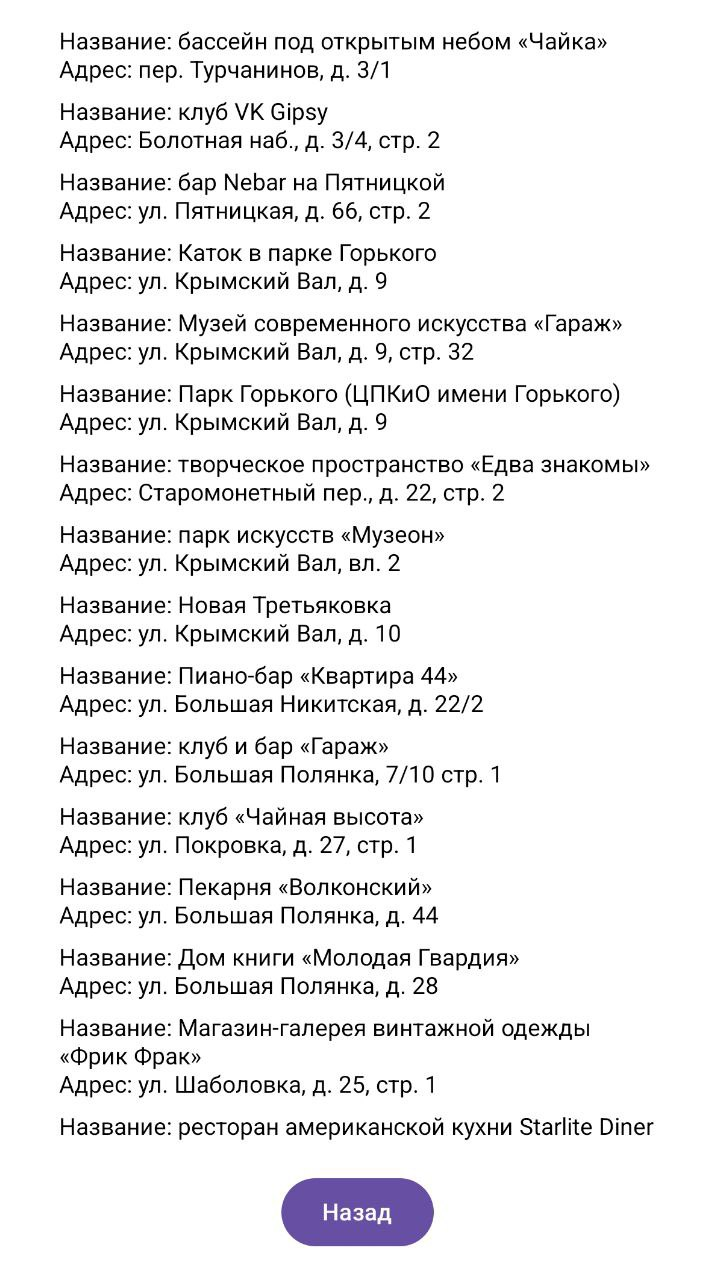 Название: бассейн под открытым небом «Чайка»
Адрес: пер. Турчанинов, д. 3/1
Название: клуб VK Gipsy
Адрес: Болотная наб., д. 3/4, стр. 2
Название: бар Nebar на Пятницкой
Адрес: ул. Пятницкая, д. 66, стр. 2
Название: Каток в парке Горького
Адрес: ул. Крымский Вал, д. 9
Название: Музей современного искусства «Гараж»
Адрес: ул. Крымский Вал, д. 9, стр. 32
Название: Парк Горького (ЦПКиО имени Горького)
Адрес: ул. Крымский Вал, д. 9
Название: творческое пространство «Едва знакомы»
Адрес: Старомонетный пер., д. 22, стр. 2
Название: парк искусств «Музеон»
Адрес: ул. Крымский Вал, вл. 2
Название: Новая Третьяковка
Адрес: ул. Крымский Вал, д. 10
Название: Пиано-бар «Квартира 44»
Адрес: ул. Большая Никитская, д. 22/2
Название: клуб и бар «Гараж»
Адрес: ул. Большая Полянка, 7/10 стр. 1
Название: клуб «Чайная высота»
Адрес: ул. Покровка, д. 27, стр. 1
Название: Пекарня «Волконский»
Адрес: ул. Большая Полянка, д. 44
Название: Дом книги «Молодая Гвардия»
Адрес: ул. Большая Полянка, д. 28
Название: Магазин-галерея винтажной одежды
«Фрик Фрак»
Адрес: ул. Шаболовка, д. 25, стр. 1
Название: ресторан американской кухни Starlite Diner
Назад